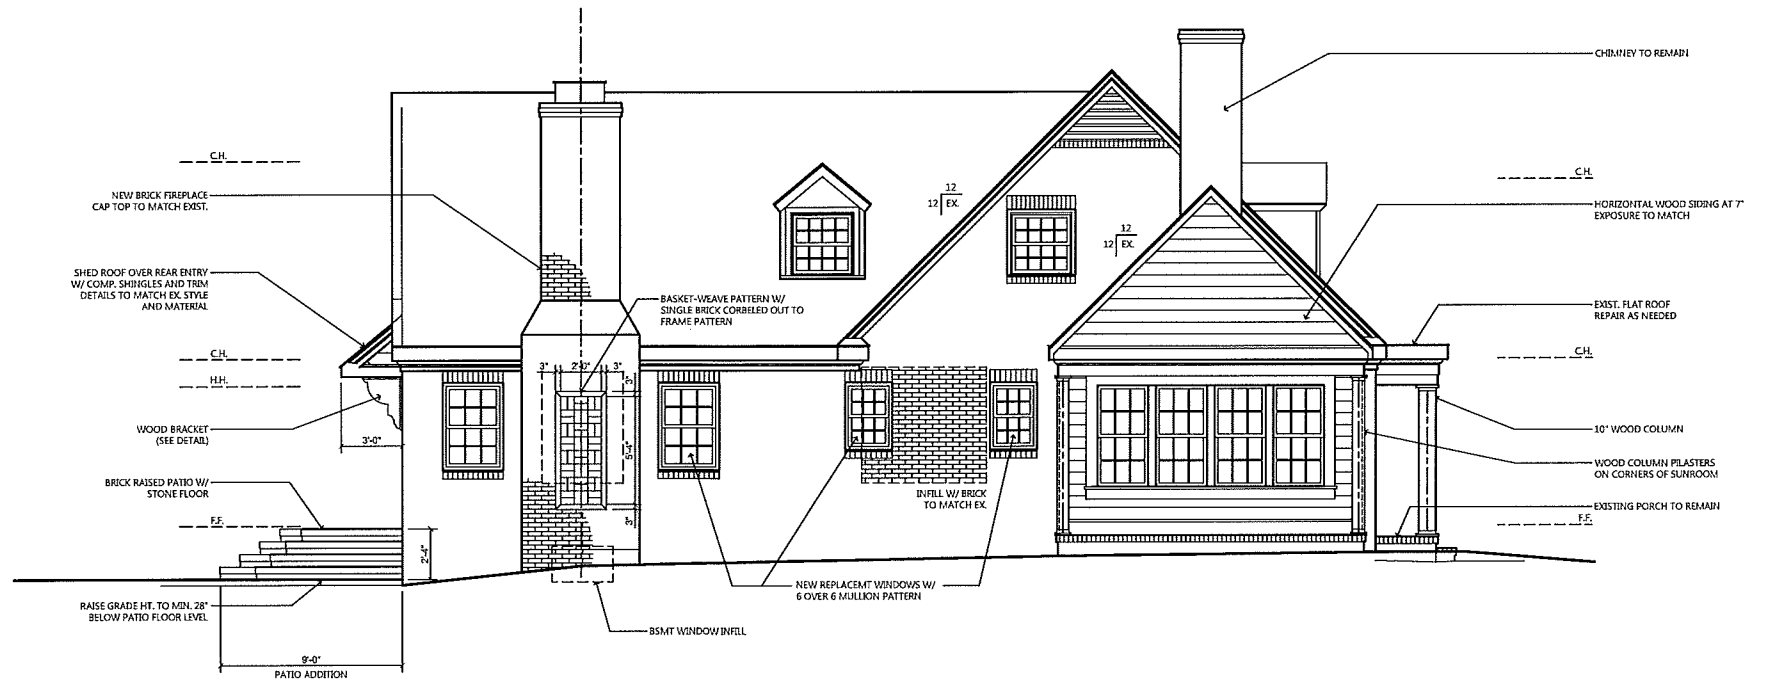 CHIMNEY TO REMAIN
C.H.
NEW BRICK FIREPLACE
CAP TOP TO MATCH EXIST.
12
12
EX.
C.H.
HORIZONTAL WOOD SIDING AT 7"
EXPOSURE TO MATCH
12
12
EX.
SHED ROOF OVER REAR ENTRY
W/ COMP. SHINGLES AND TRIM
DETAILS TO MATCH EX. STYLE
AND MATERIAL
BASKET-WEAVE PATTERN W/
SINGLE BRICK CORBELED OUT TO
FRAME PATTERN
EXIST. FLAT ROOF
REPAIR AS NEEDED
C.H.
C.H.
3"
2'-0"
3"
3"
H.H.
WOOD BRACKET
(SEE DETAIL)
3'-0"
5'-4"
10" WOOD COLUMN
WOOD COLUMN PILASTERS
ON CORNERS OF SUNROOM
BRICK RAISED PATIO W/
STONE FLOOR
INFILL W/ BRICK
TO MATCH EX.
EXISTING PORCH TO REMAIN
F.F.
3"
F.F.
2'-4"
NEW REPLACEMT WINDOWS W/
6 OVER 6 MULLION PATTERN
RAISE GRADE HT. TO MIN. 28"
BELOW PATIO FLOOR LEVEL
BSMT WINDOW INFILL
9'-0"
PATIO ADDITION